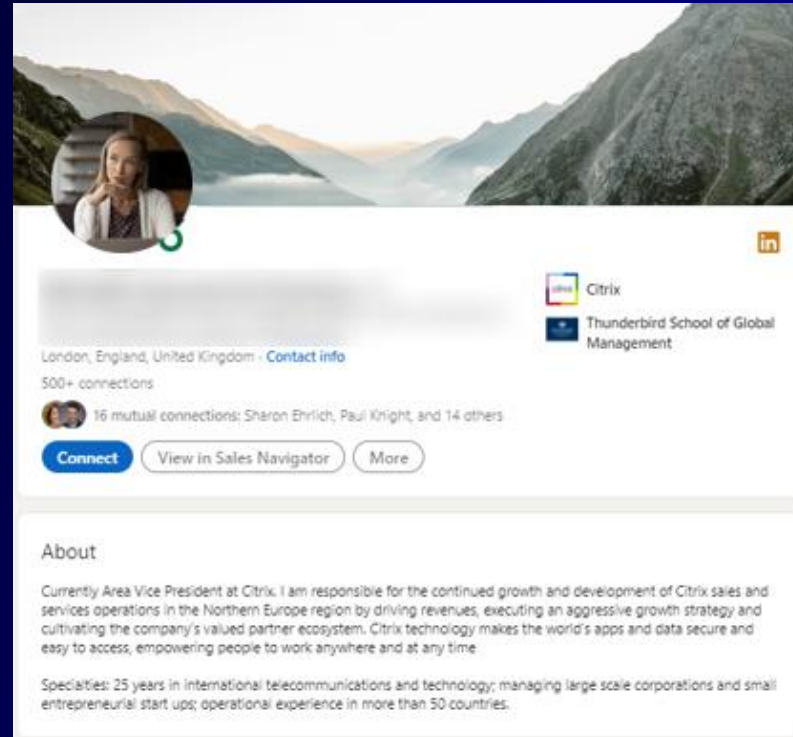 in
Citrix
Thunderbird School of Global
Management
London, England, United Kingdom · Contact info
500+ connections
16 mutual connections: Sharon Ehrlich, Paul Knight, and 14 others
Connect
View in Sales Navigator
More
About
Currently Area Vice President at Citrix. I am responsible for the continued growth and development of Citrix sales and
services operations in the Northern Europe region by driving revenues, executing an aggressive growth strategy and
cultivating the company's valued partner ecosystem. Citrix technology makes the world's apps and data secure and
easy to access, empowering people to work anywhere and at any time
Specialties: 25 years in international telecommunications and technology; managing large scale corporations and small
entrepreneurial start ups; operational experience in more than 50 countries.